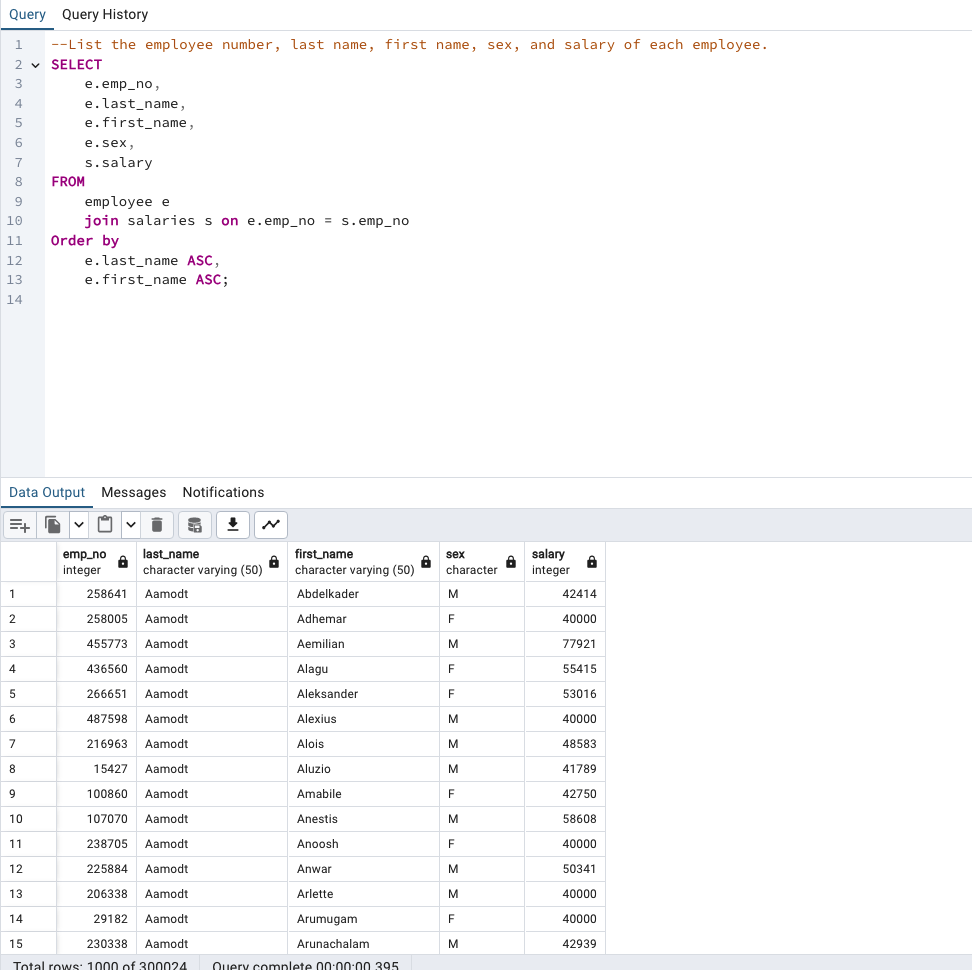 Query Query History
1 --List the employee number, last name, first name, sex, and salary of each employee.
2 SELECT
3 e.emp_no,
4 e.last_name,
5 e.first_name,
6 e.sex,
7 s.salary
8 FROM
9 employee e
10 join salaries s on e.emp_no = s.emp_no
11 Order by
12 e.last_name ASC,
13 e.first_name ASC;
14
Data Output Messages Notifications
emp_no last_name first_name sex salary
integer character varying (50) character varying (50) character integer
1 258641 Aamodt Abdelkader M 42414
2 258005 Aamodt Adhemar F 40000
3 455773 Aamodt Aemilian M 77921
4 436560 Aamodt Alagu F 55415
5 266651 Aamodt Aleksander F 53016
6 487598 Aamodt Alexius M 40000
7 216963 Aamodt Alois M 48583
8 15427 Aamodt Aluzio M 41789
9 100860 Aamodt Amabile F 42750
10 107070 Aamodt Anestis M 58608
11 238705 Aamodt Anoosh F 40000
12 225884 Aamodt Anwar M 50341
13 206338 Aamodt Arlette M 40000
14 29182 Aamodt Arumugam F 40000
15 230338 Aamodt Arunachalam M 42939
Total rows: 1000 of 300024 Query complete 00:00:00.395